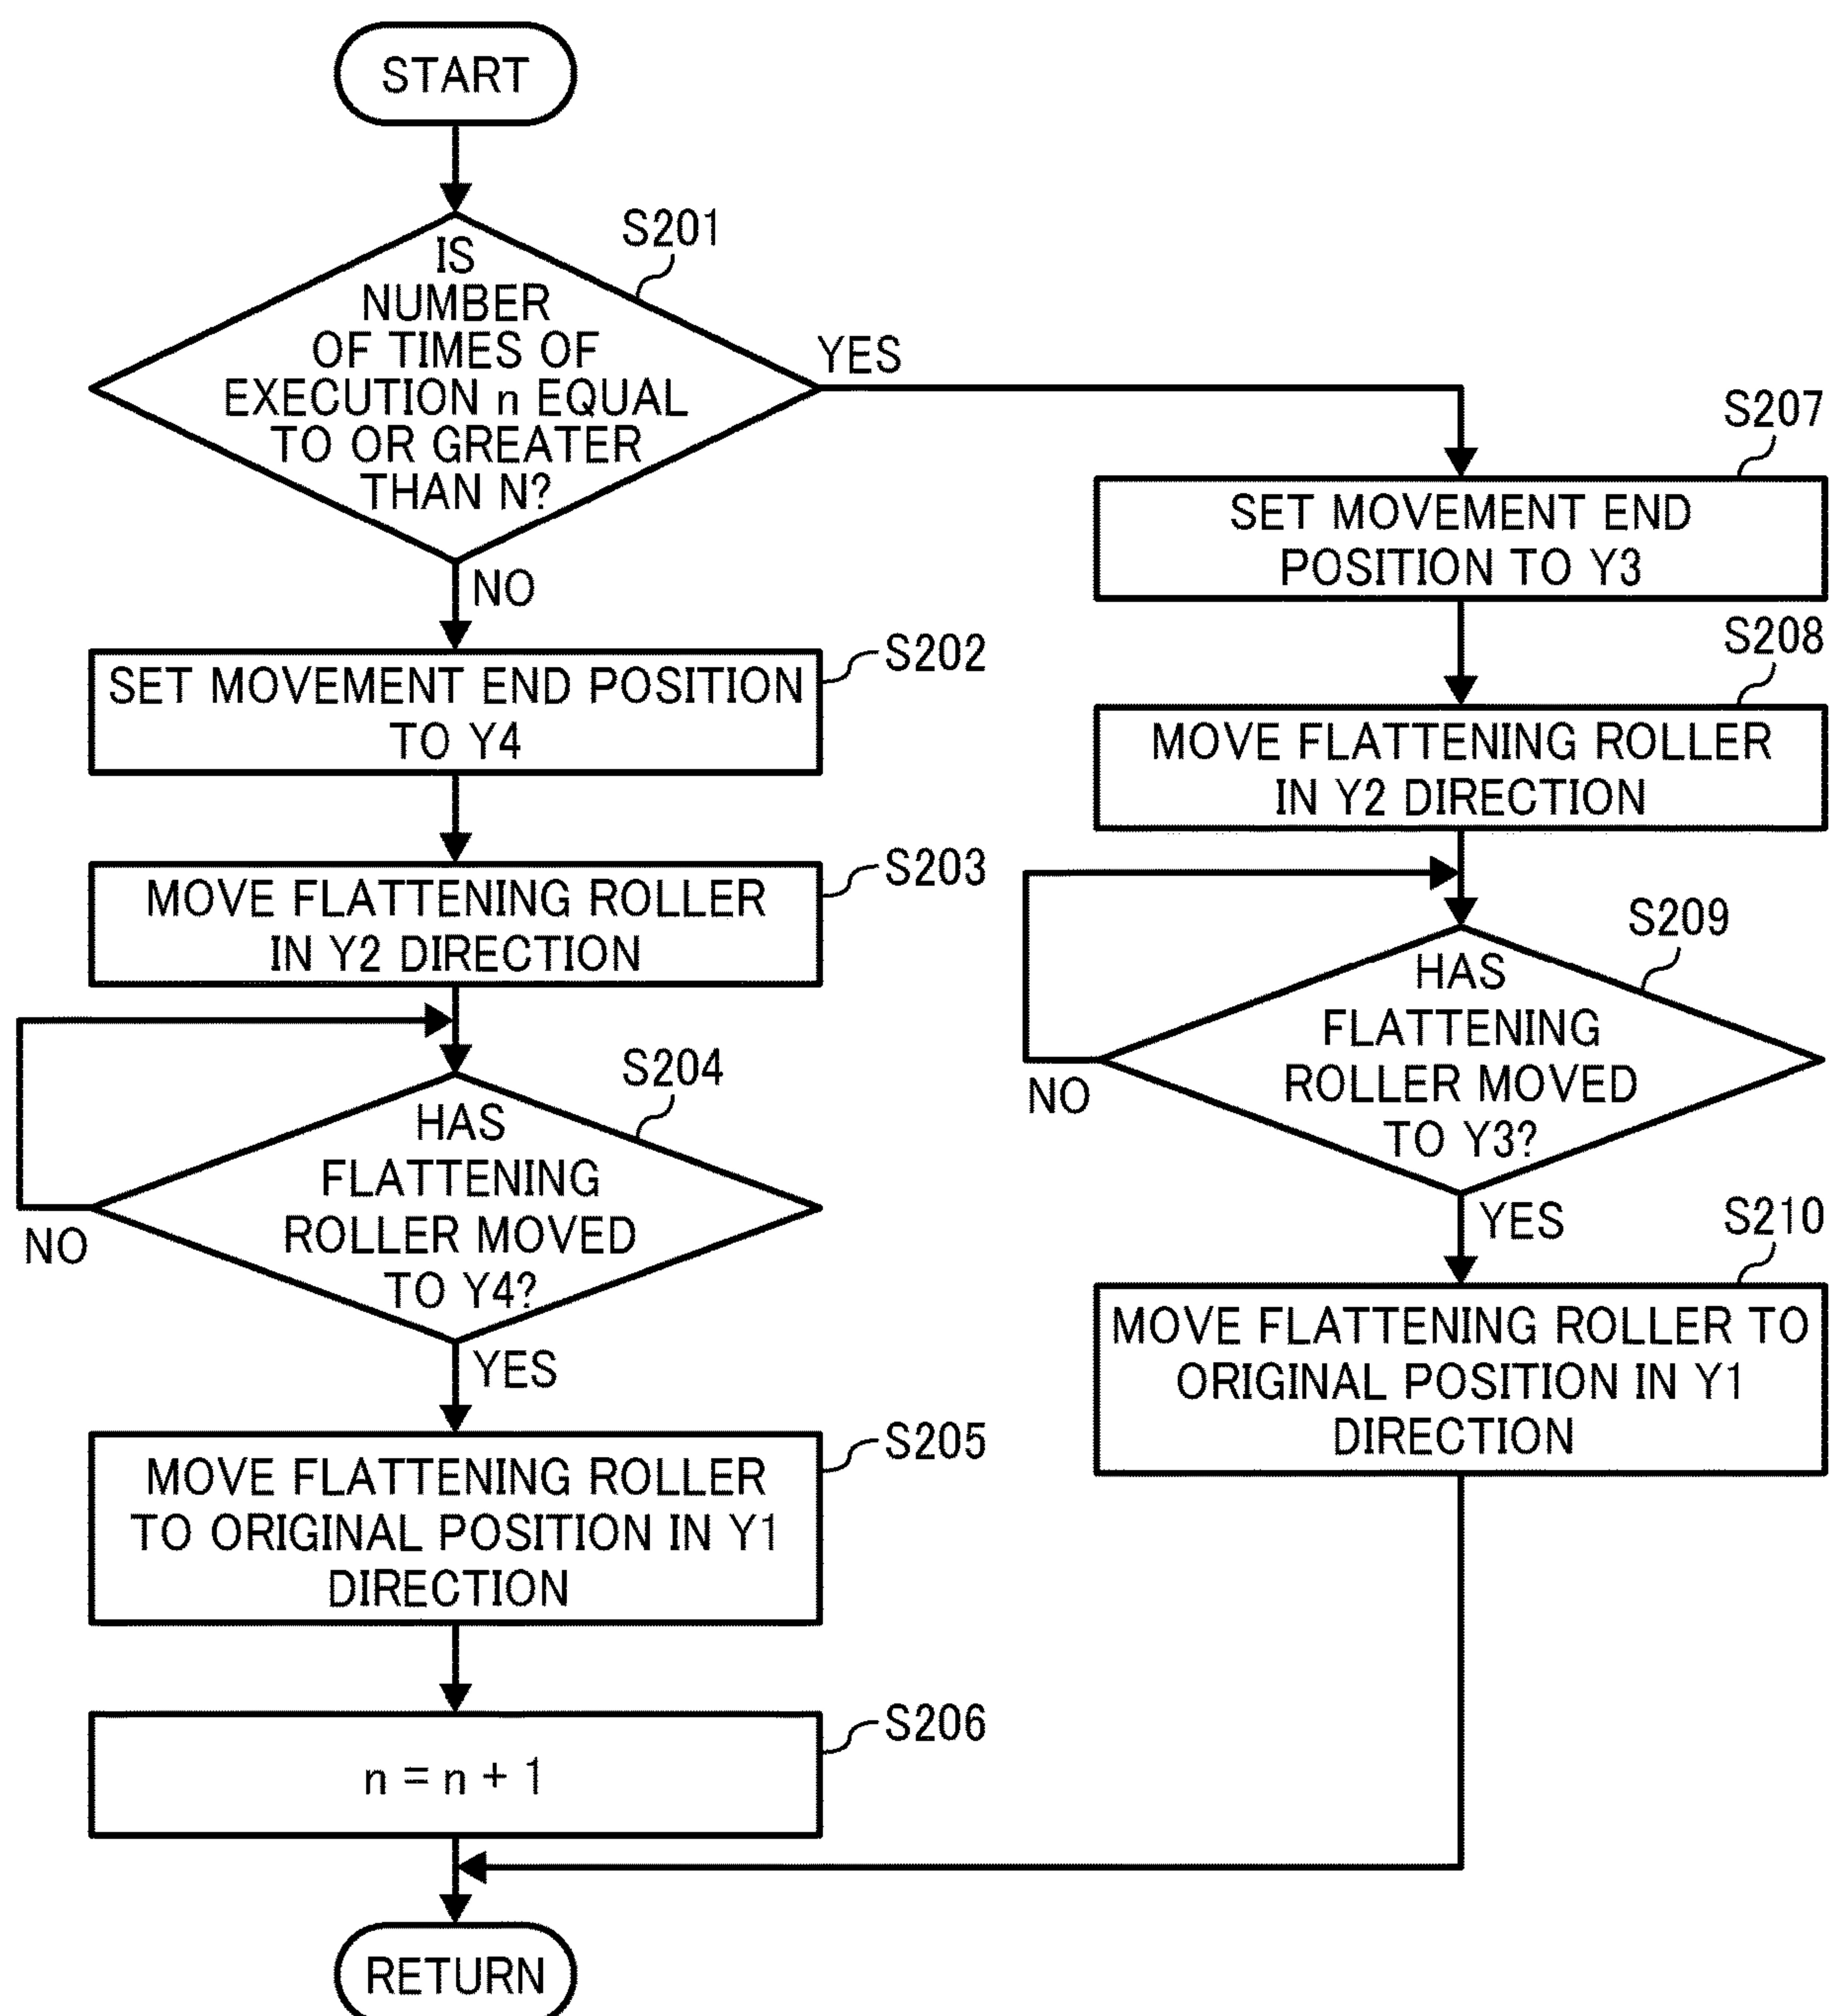 START
S201
IS
NUMBER
OF TIMES OF
EXECUTION n EQUAL
TO OR GREATER
THAN N?
YES
NO
S202
SET MOVEMENT END POSITION
TO Y4
S203
MOVE FLATTENING ROLLER
IN Y2 DIRECTION
S204
HAS
FLATTENING
ROLLER MOVED
TO Y4?
NO
YES
S205
MOVE FLATTENING ROLLER
TO ORIGINAL POSITION IN Y1
DIRECTION
S206
n = n + 1
S207
SET MOVEMENT END
POSITION TO Y3
S208
MOVE FLATTENING ROLLER
IN Y2 DIRECTION
S209
HAS
FLATTENING
ROLLER MOVED
TO Y3?
NO
YES
S210
MOVE FLATTENING ROLLER TO
ORIGINAL POSITION IN Y1
DIRECTION
RETURN